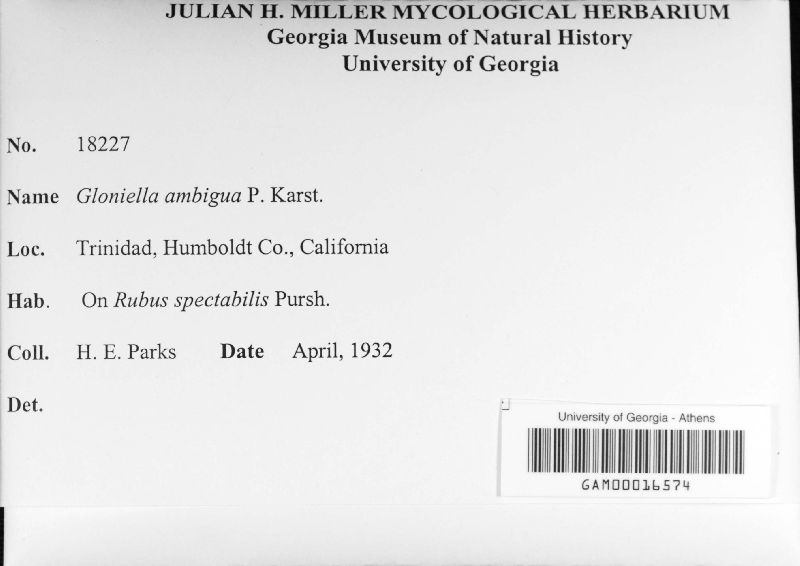 JULIAN H. MILLER MYCOLOGICAL HERBARIUM
Georgia Museum of Natural History
University of Georgia
No. 18227
Name Gloniella ambigua P. Karst.
Loc. Trinidad, Humboldt Co., California
Hab. On Rubus spectabilis Pursh.
Coll. H. E. Parks Date April, 1932
Det.
University of Georgia - Athens
GAM00016574